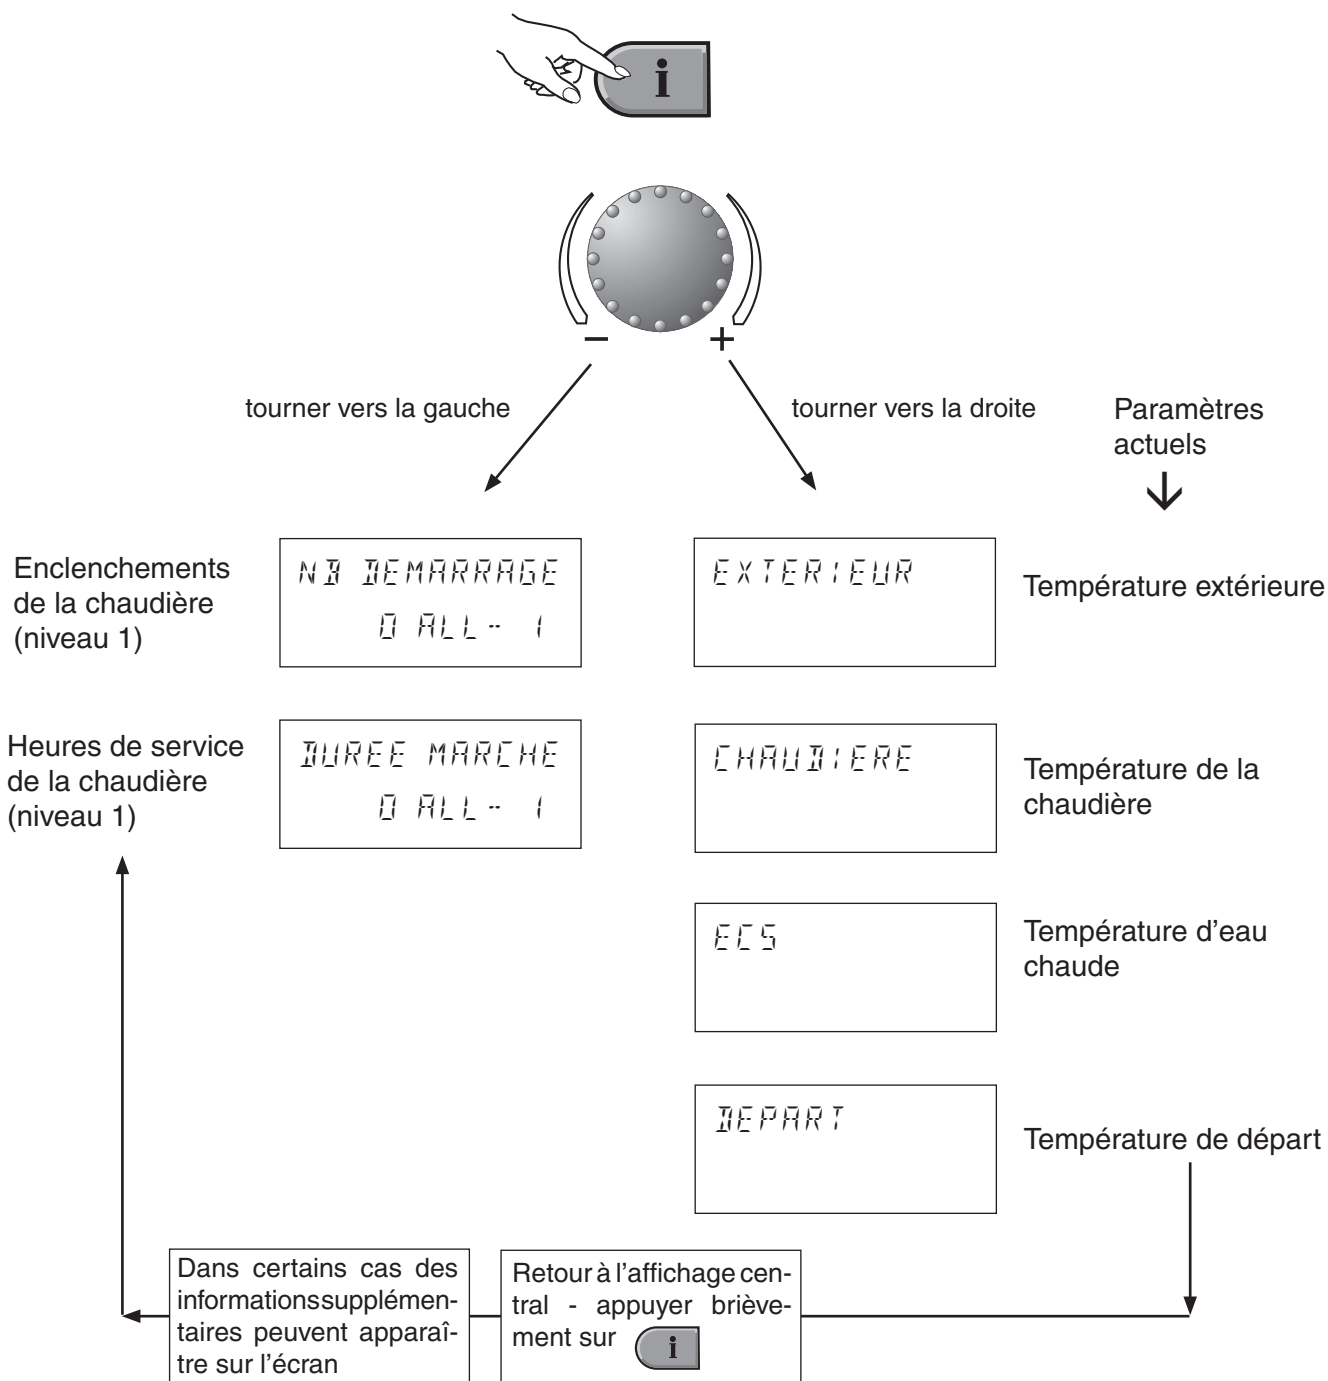 i
− +
tourner vers la gauche
tourner vers la droite
Paramètres
actuels
Enclenchements
de la chaudière
(niveau 1)
NB DEMARRAGE
0 ALL-- 1
EXTERIEUR
Température extérieure
Heures de service
de la chaudière
(niveau 1)
DUREE MARCHE
0 ALL-- 1
CHAUDIERE
Température de la
chaudière
ECS
Température d'eau
chaude
DEPART
Température de départ
Dans certains cas des
informations supplémen-
taires peuvent apparaî-
tre sur l'écran
Retour à l'affichage cen-
tral - appuyer briève-
ment sur i